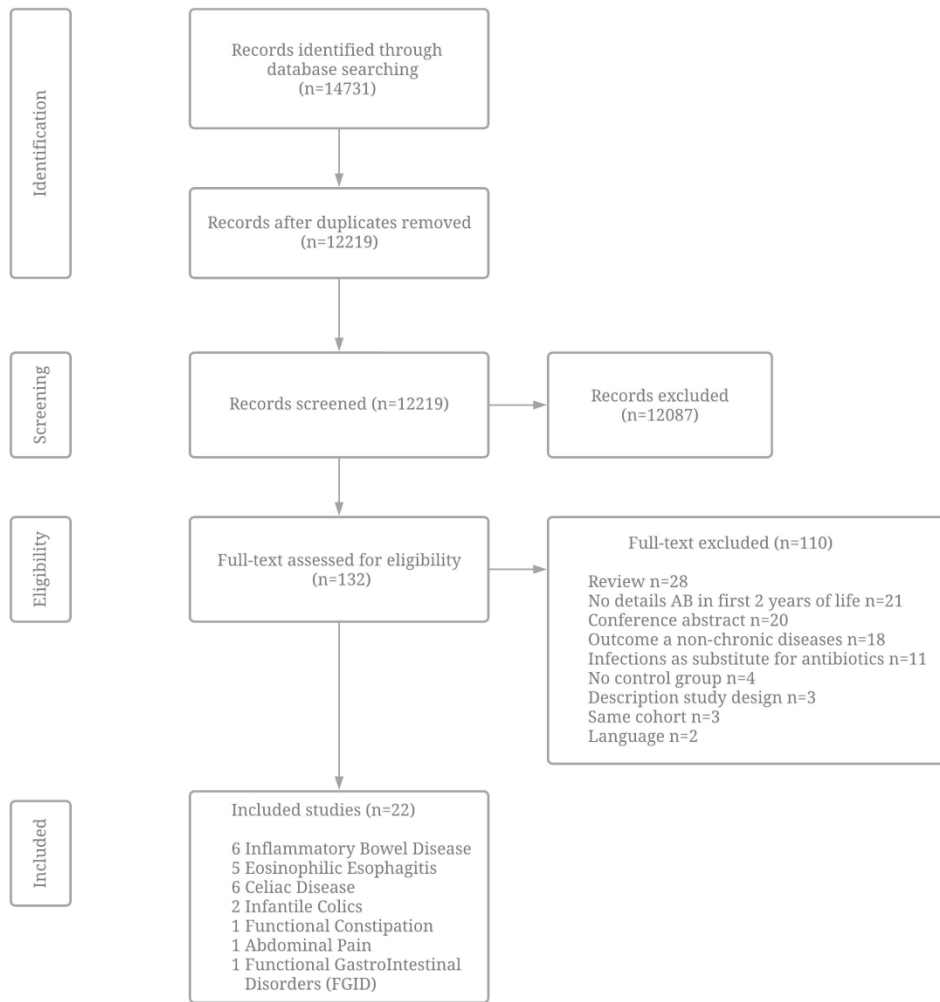 Identification
Records identified through
database searching
(n=14731)
Records after duplicates removed
(n=12219)
Screening
Records screened (n=12219)
Records excluded
(n=12087)
Eligibility
Full-text assessed for eligibility
(n=132)
Full-text excluded (n=110)
Review n=28
No details AB in first 2 years of life n=21
Conference abstract n=20
Outcome a non-chronic diseases n=18
Infections as substitute for antibiotics n=11
No control group n=4
Description study design n=3
Same cohort n=3
Language n=2
Included
Included studies (n=22)
6 Inflammatory Bowel Disease
5 Eosinophilic Esophagitis
6 Celiac Disease
2 Infantile Colics
1 Functional Constipation
1 Abdominal Pain
1 Functional GastroIntestinal
Disorders (FGID)